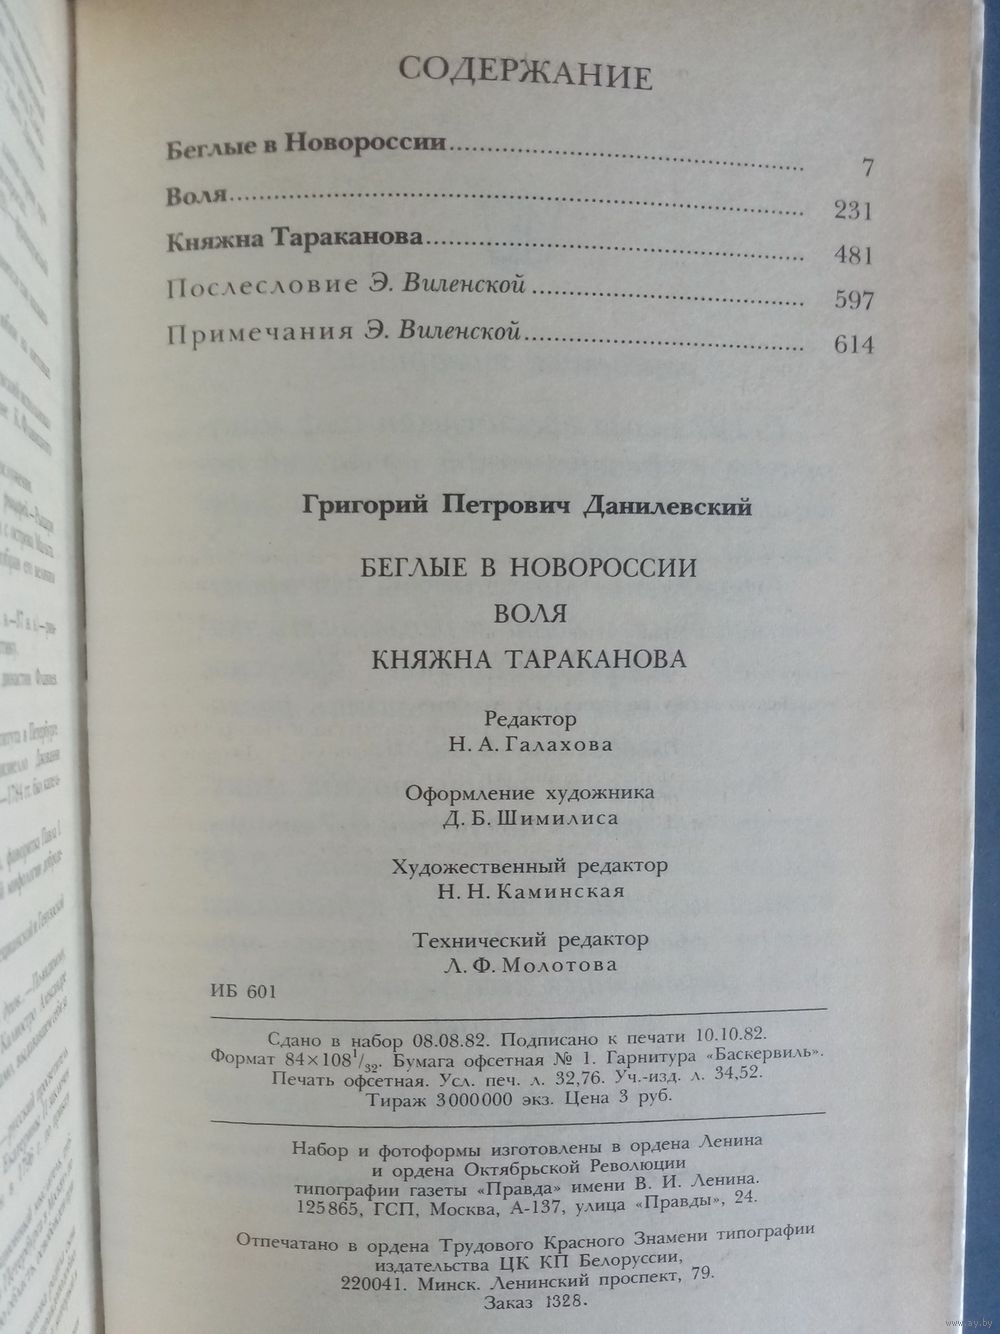 СОДЕРЖАНИЕ
Беглые в Новороссии.......... 7
Воля.......... 231
Княжна Тараканова.......... 481
Послесловие Э. Виленской.......... 597
Примечания Э. Виленской.......... 614
Григорий Петрович Данилевский
БЕГЛЫЕ В НОВОРОССИИ
ВОЛЯ
КНЯЖНА ТАРАКАНОВА
Редактор
Н. А. Галахова
Оформление художника
Д. Б. Шимилиса
Художественный редактор
Н. Н. Каминская
Технический редактор
Л. Ф. Молотова
ИБ 601
Сдано в набор 08.08.82. Подписано к печати 10.10.82.
Формат 84×108¹/₃₂. Бумага офсетная № 1. Гарнитура «Баскервиль».
Печать офсетная. Усл. печ. л. 32,76. Уч.-изд. л. 34,52.
Тираж 3000000 экз. Цена 3 руб.
Набор и фотоформы изготовлены в ордена Ленина
и ордена Октябрьской Революции
типографии газеты «Правда» имени В. И. Ленина.
125865, ГСП, Москва, А-137, улица «Правды», 24.
Отпечатано в ордена Трудового Красного Знамени типографии
издательства ЦК КП Белоруссии,
220041. Минск. Ленинский проспект, 79.
Заказ 1328.
www.ay.by